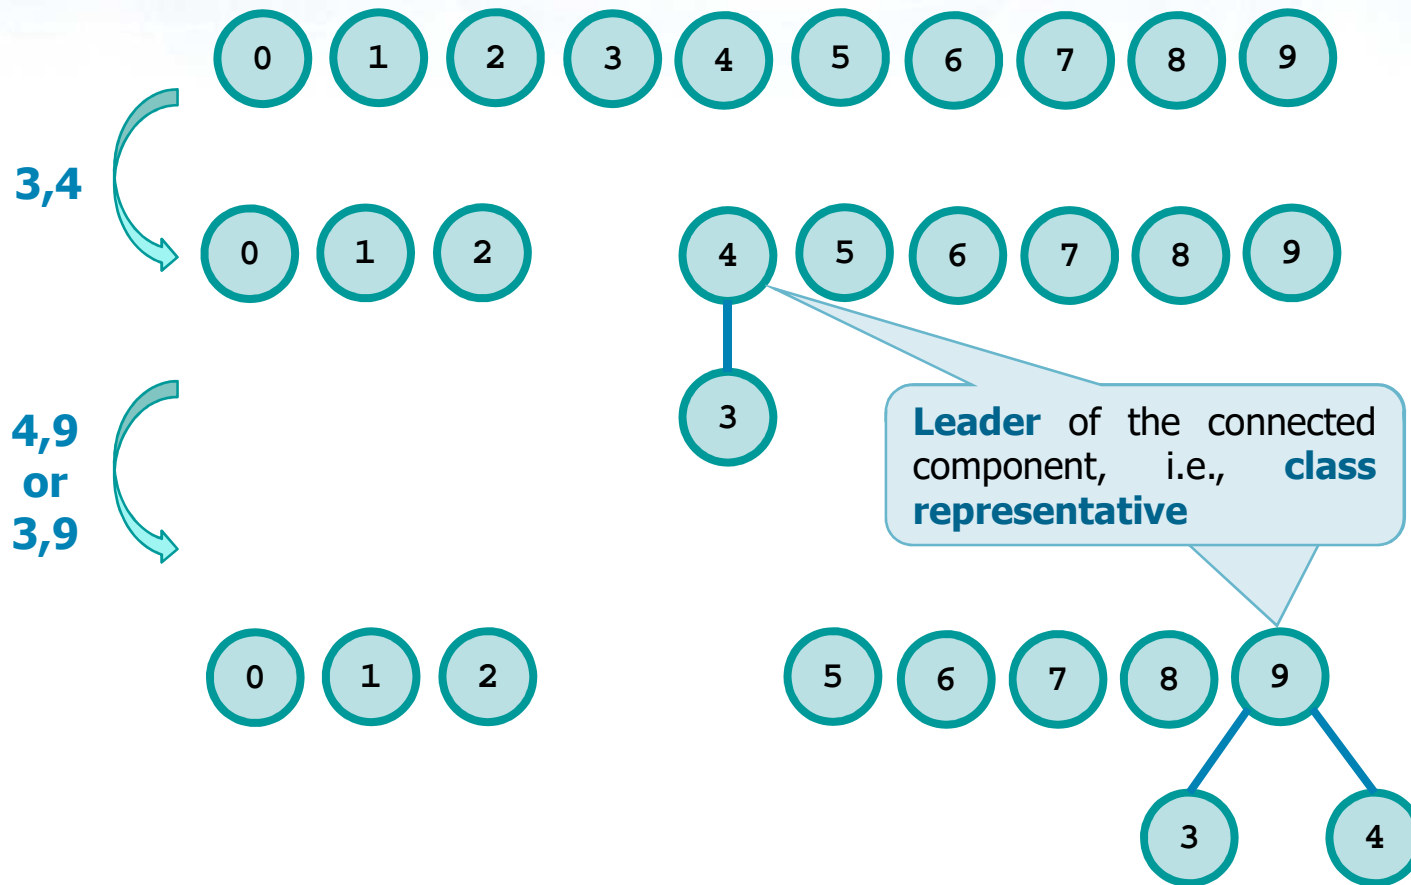 0 1 2 3 4 5 6 7 8 9
3,4
0 1 2 4 5 6 7 8 9
3
4,9
or
3,9
Leader of the connected
component, i.e., class
representative
0 1 2 5 6 7 8 9
3 4